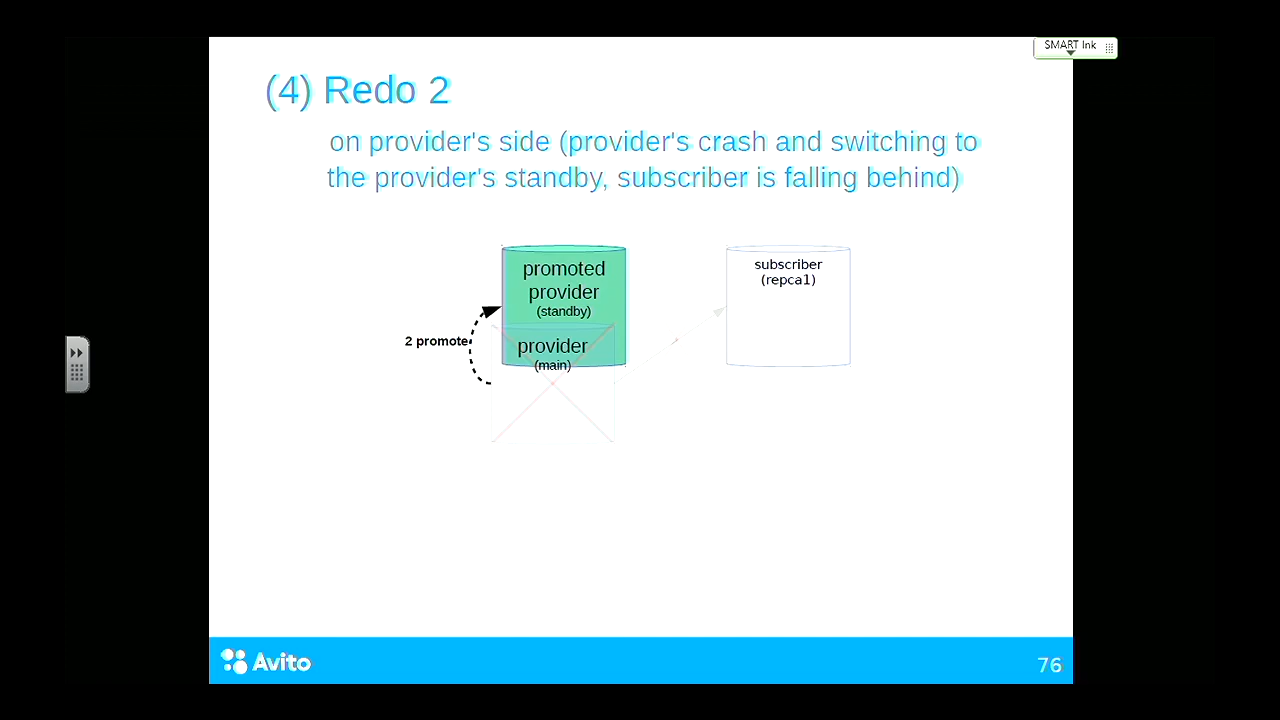 SMART Ink
(4) Redo 2
on provider's side (provider's crash and switching to
the provider's standby, subscriber is falling behind)
promoted
provider
(standby)
subscriber
(repca1)
2 promote
provider
(main)
Avito
76